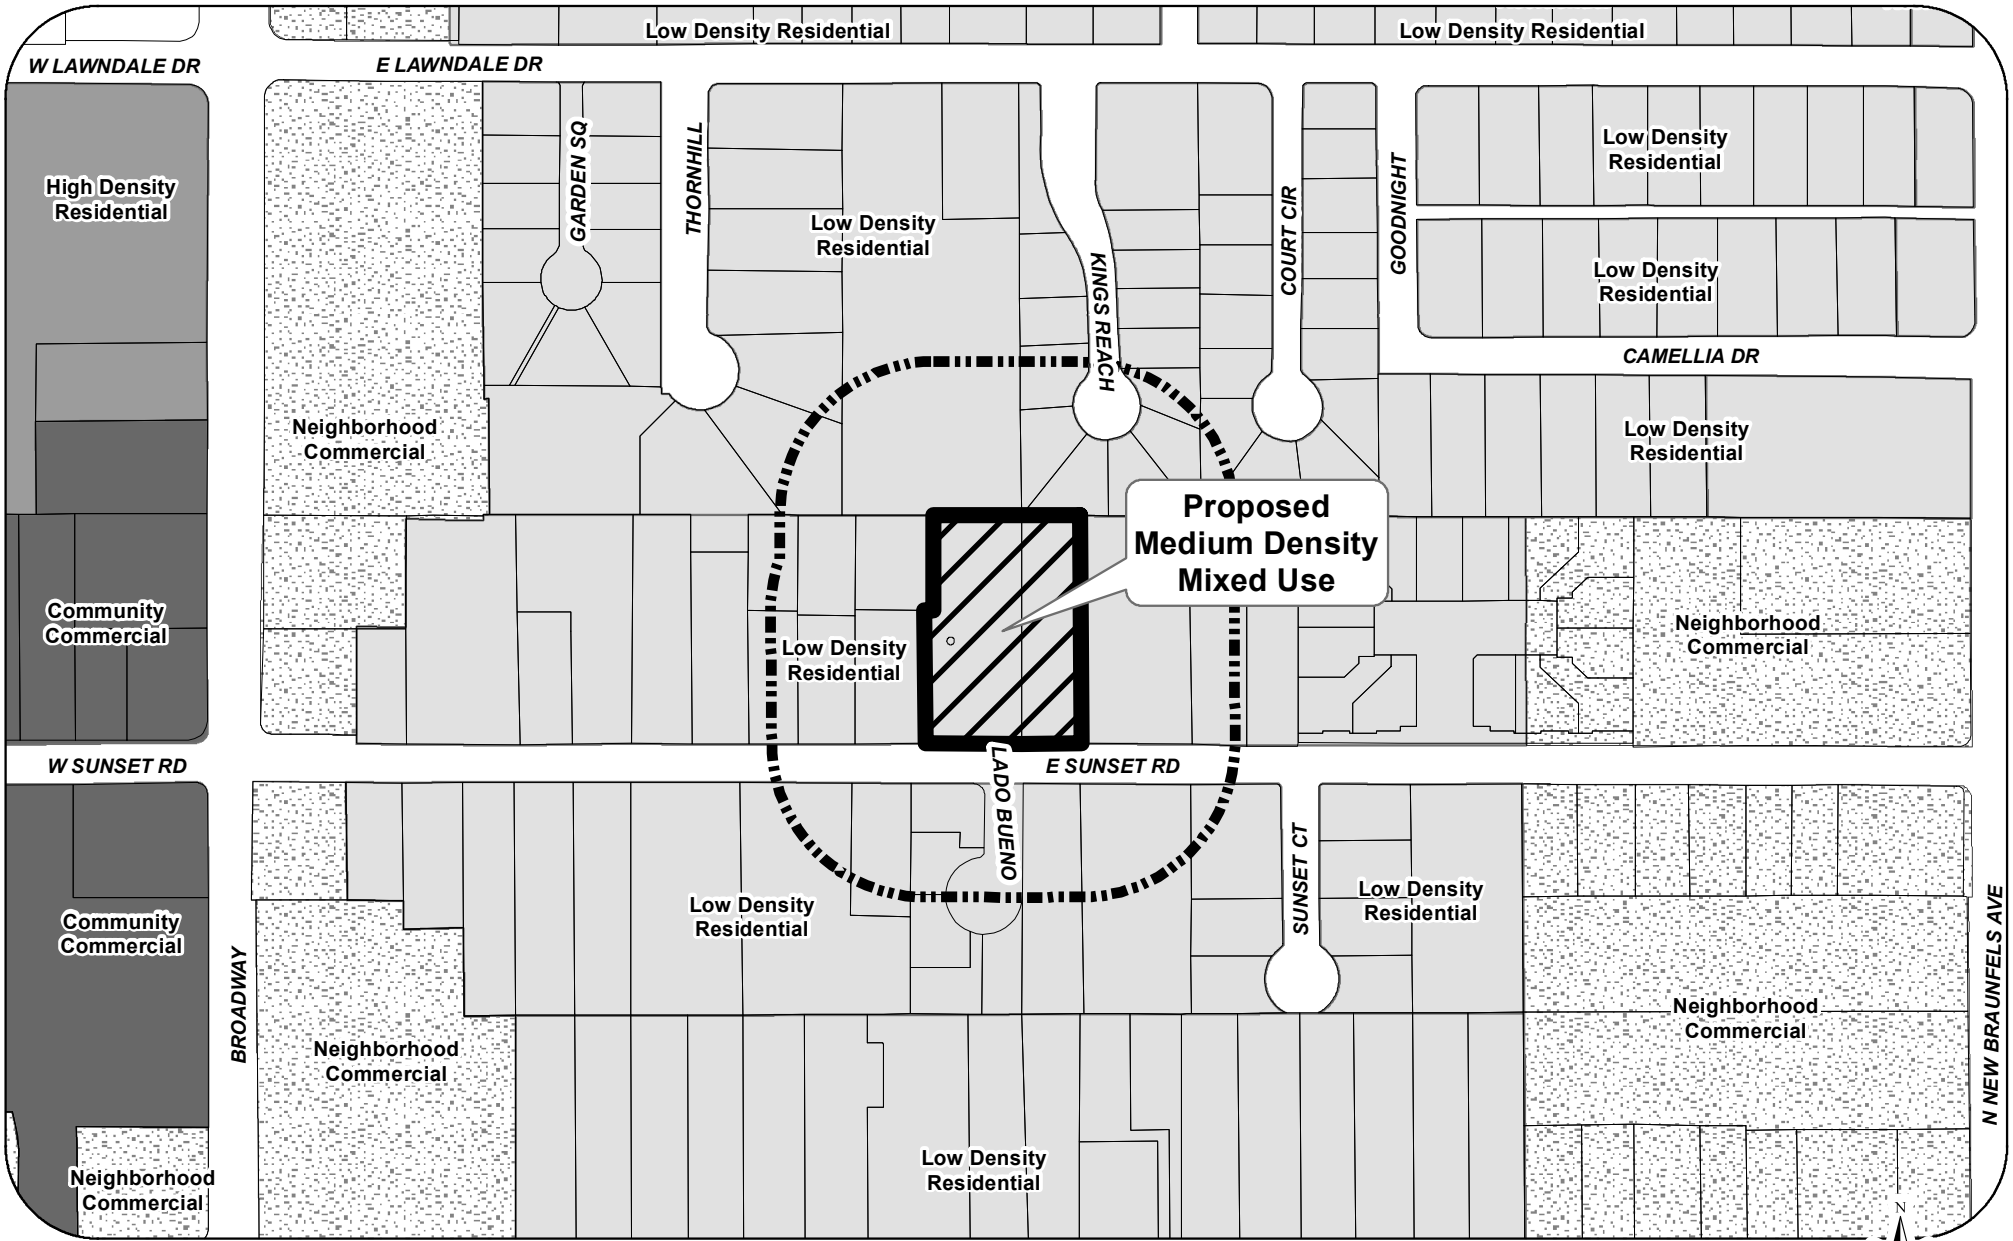 Low Density Residential
Low Density Residential
W LAWNDALE DR
E LAWNDALE DR
High Density
Residential
GARDEN SQ
THORNHILL
Low Density
Residential
KINGS REACH
COURT CIR
GOODNIGHT
Low Density
Residential
Low Density
Residential
CAMELLIA DR
Neighborhood
Commercial
Low Density
Residential
Proposed
Medium Density
Mixed Use
Community
Commercial
Low Density
Residential
Neighborhood
Commercial
W SUNSET RD
LADO BUENO
E SUNSET RD
SUNSET CT
Community
Commercial
Low Density
Residential
Low Density
Residential
BROADWAY
Neighborhood
Commercial
Neighborhood
Commercial
N NEW BRAUNFELS AVE
Neighborhood
Commercial
Low Density
Residential
N